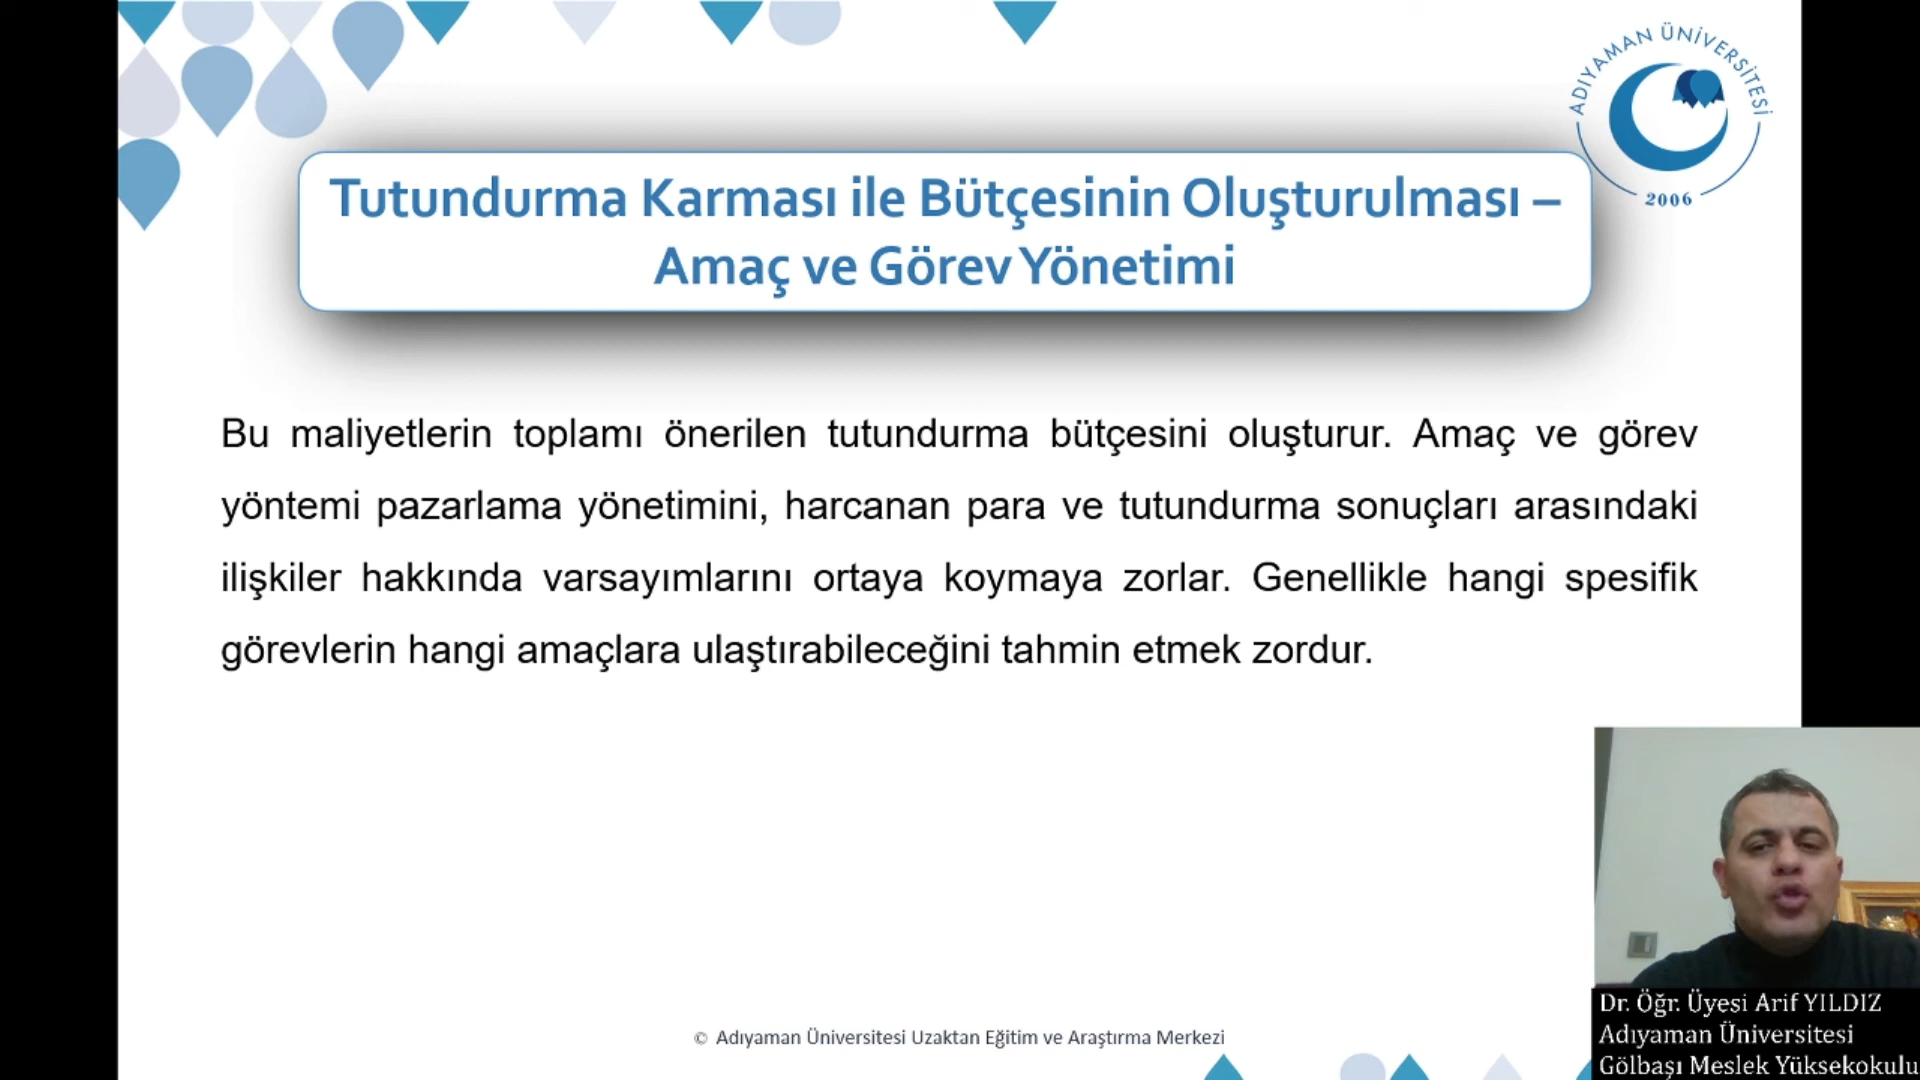 ADIYAMAN ÜNİVERSİTESİ
2006
Tutundurma Karması ile Bütçesinin Oluşturulması –
Amaç ve Görev Yönetimi
Bu maliyetlerin toplamı önerilen tutundurma bütçesini oluşturur. Amaç ve görev
yöntemi pazarlama yönetimini, harcanan para ve tutundurma sonuçları arasındaki
ilişkiler hakkında varsayımlarını ortaya koymaya zorlar. Genellikle hangi spesifik
görevlerin hangi amaçlara ulaştırabileceğini tahmin etmek zordur.
Dr. Öğr. Üyesi Arif YILDIZ
Adıyaman Üniversitesi
Gölbaşı Meslek Yüksekokulu
© Adıyaman Üniversitesi Uzaktan Eğitim ve Araştırma Merkezi